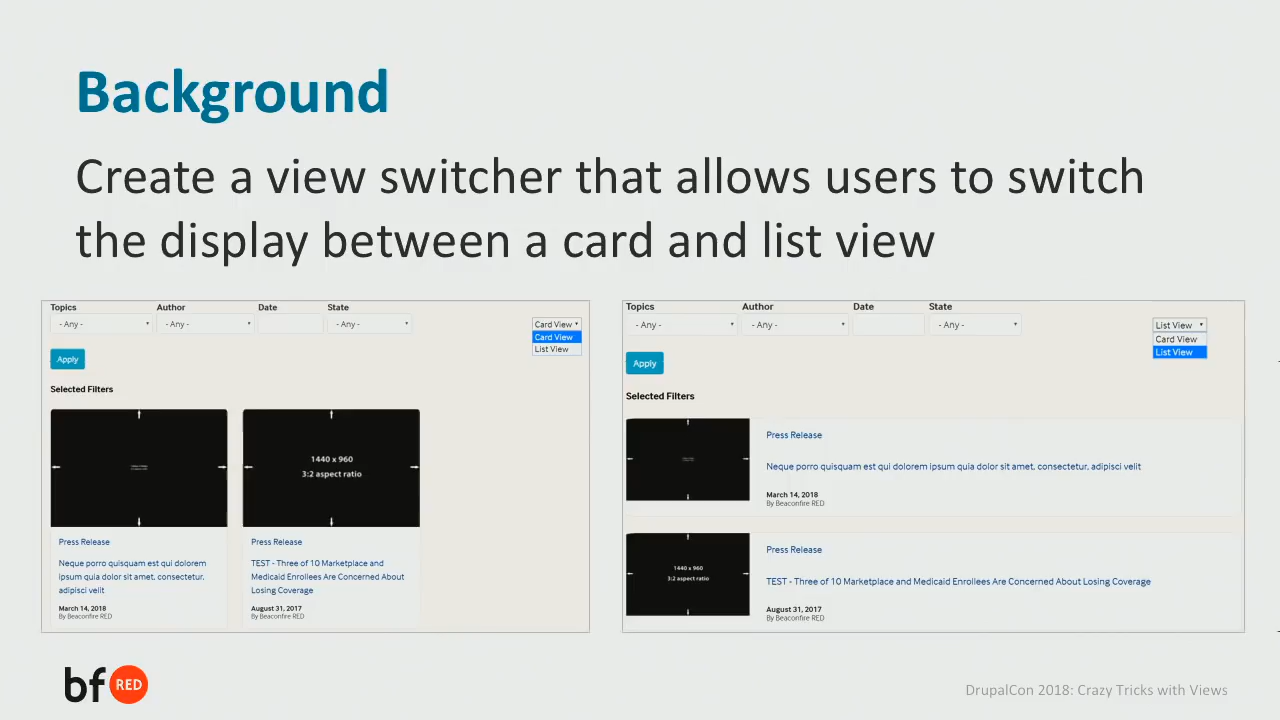 Background
Create a view switcher that allows users to switch
the display between a card and list view
Topics Author Date State
- Any - - Any - - Any -
Card View
Card View
List View
Apply
Selected Filters
1440 x 960
3:2 aspect ratio
Press Release
Neque porro quisquam est qui dolorem
ipsum quia dolor sit amet, consectetur,
adipisci velit
March 14, 2018
By Beaconfire RED
Press Release
TEST - Three of 10 Marketplace and
Medicaid Enrollees Are Concerned About
Losing Coverage
August 31, 2017
By Beaconfire RED
Topics Author Date State
- Any - - Any - - Any -
List View
Card View
List View
Apply
Selected Filters
Press Release
Neque porro quisquam est qui dolorem ipsum quia dolor sit amet, consectetur, adipisci velit
March 14, 2018
By Beaconfire RED
1440 x 960
3:2 aspect ratio
Press Release
TEST - Three of 10 Marketplace and Medicaid Enrollees Are Concerned About Losing Coverage
August 31, 2017
By Beaconfire RED
bf RED
DrupalCon 2018: Crazy Tricks with Views